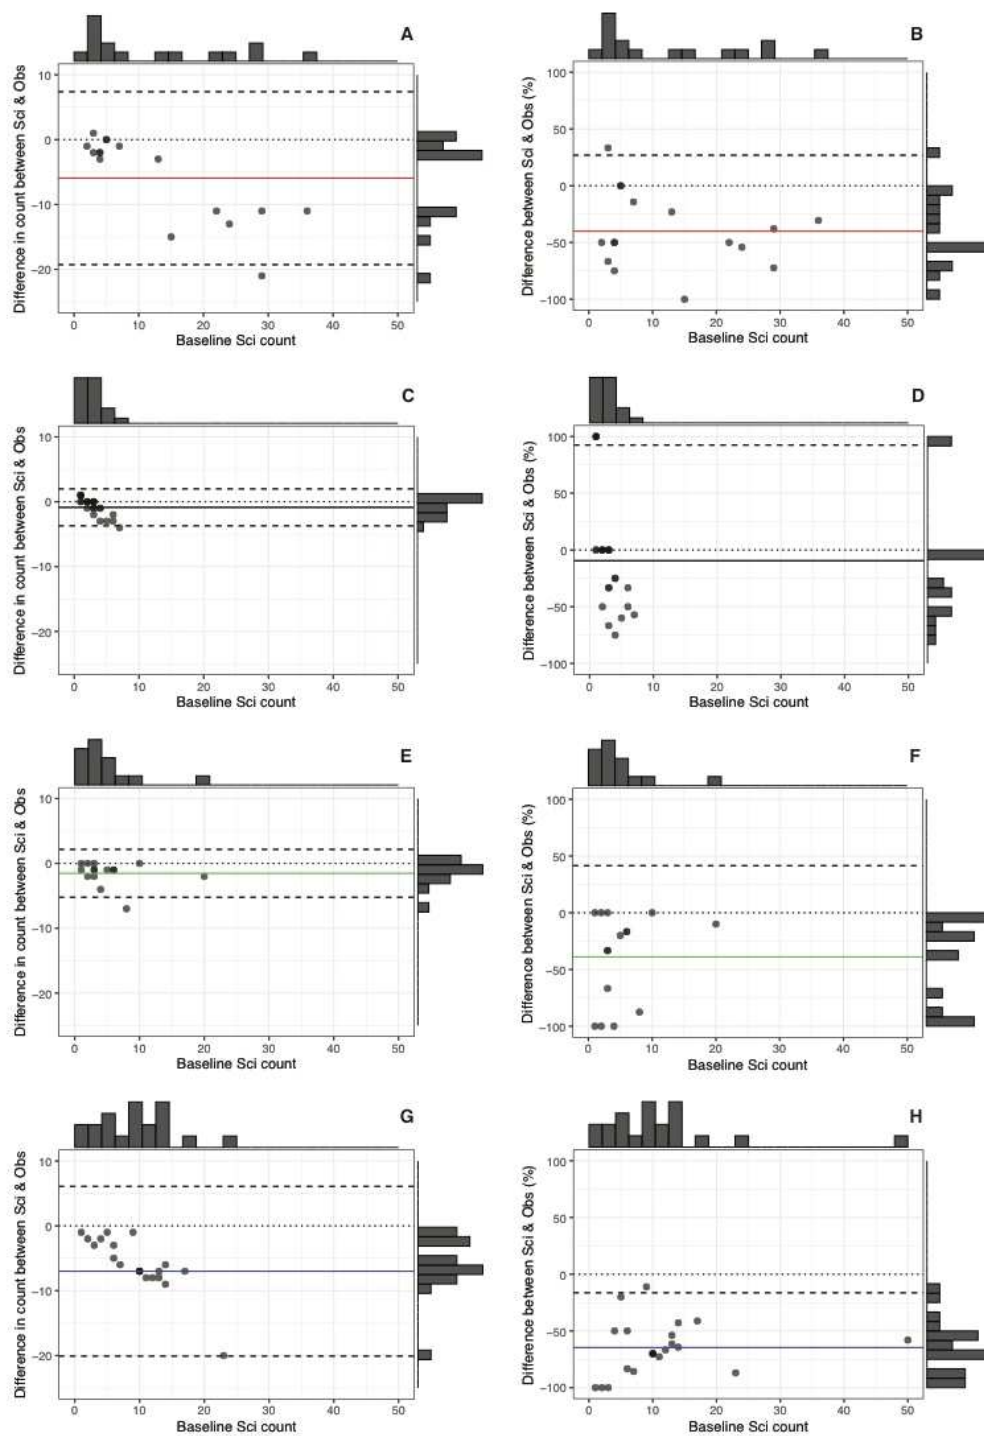 A
Difference in count between Sci & Obs
10
0
−10
−20
0 10 20 30 40 50
Baseline Sci count
B
Difference between Sci & Obs (%)
100
50
0
−50
−100
0 10 20 30 40 50
Baseline Sci count
C
Difference in count between Sci & Obs
10
0
−10
−20
0 10 20 30 40 50
Baseline Sci count
D
Difference between Sci & Obs (%)
100
50
0
−50
−100
0 10 20 30 40 50
Baseline Sci count
E
Difference in count between Sci & Obs
10
0
−10
−20
0 10 20 30 40 50
Baseline Sci count
F
Difference between Sci & Obs (%)
100
50
0
−50
−100
0 10 20 30 40 50
Baseline Sci count
G
Difference in count between Sci & Obs
10
0
−10
−20
0 10 20 30 40 50
Baseline Sci count
H
Difference between Sci & Obs (%)
100
50
0
−50
−100
0 10 20 30 40 50
Baseline Sci count